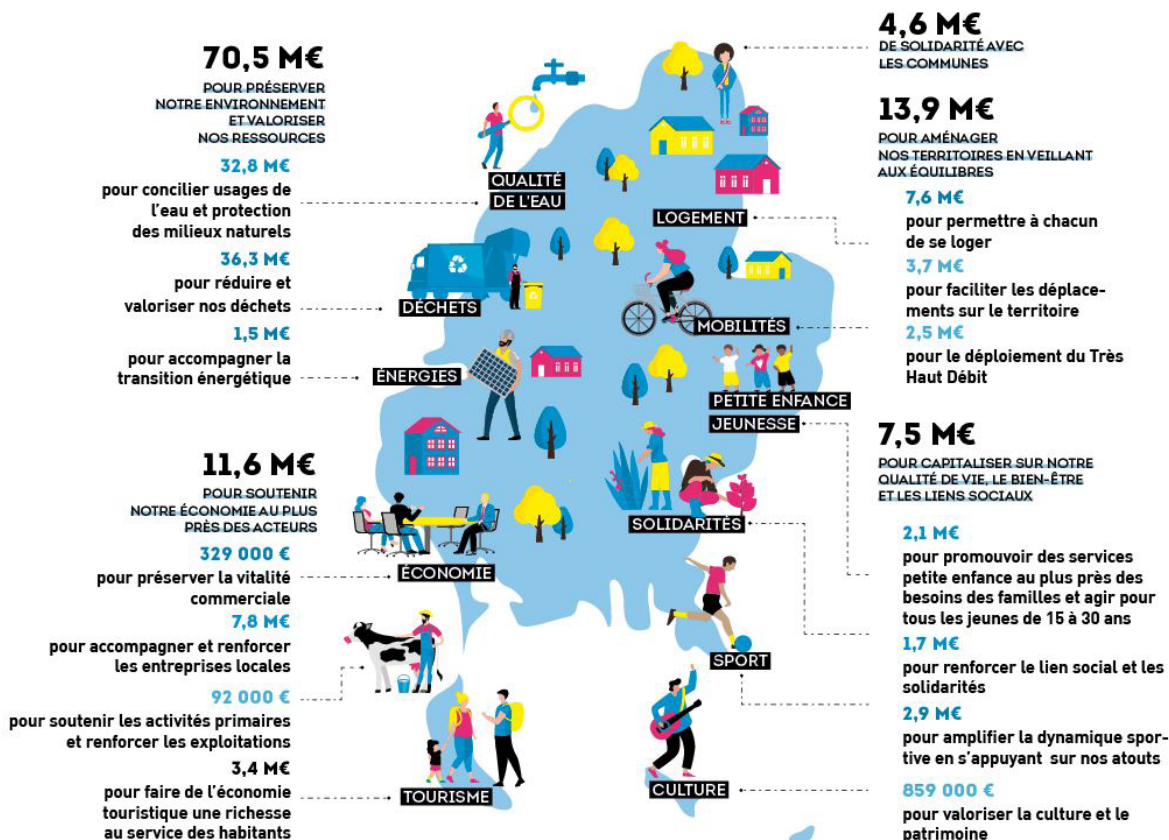 70,5 M€
POUR PRÉSERVER
NOTRE ENVIRONNEMENT
ET VALORISER
NOS RESSOURCES
32,8 M€
pour concilier usages de
l'eau et protection
des milieux naturels
36,3 M€
pour réduire et
valoriser nos déchets
1,5 M€
pour accompagner la
transition énergétique
11,6 M€
POUR SOUTENIR
NOTRE ÉCONOMIE AU PLUS
PRÈS DES ACTEURS
329 000 €
pour préserver la vitalité
commerciale
7,8 M€
pour accompagner et renforcer
les entreprises locales
92 000 €
pour soutenir les activités primaires
et renforcer les exploitations
3,4 M€
pour faire de l'économie
touristique une richesse
au service des habitants
QUALITÉ
DE L'EAU
DÉCHETS
ÉNERGIES
ÉCONOMIE
TOURISME
LOGEMENT
MOBILITÉS
PETITE ENFANCE
JEUNESSE
SOLIDARITÉS
SPORT
CULTURE
4,6 M€
DE SOLIDARITÉ AVEC
LES COMMUNES
13,9 M€
POUR AMÉNAGER
NOS TERRITOIRES EN VEILLANT
AUX ÉQUILIBRES
7,6 M€
pour permettre à chacun
de se loger
3,7 M€
pour faciliter les déplace-
ments sur le territoire
2,5 M€
pour le déploiement du Très
Haut Débit
7,5 M€
POUR CAPITALISER SUR NOTRE
QUALITÉ DE VIE, LE BIEN-ÊTRE
ET LES LIENS SOCIAUX
2,1 M€
pour promouvoir des services
petite enfance au plus près des
besoins des familles et agir pour
tous les jeunes de 15 à 30 ans
1,7 M€
pour renforcer le lien social et les
solidarités
2,9 M€
pour amplifier la dynamique spor-
tive en s'appuyant sur nos atouts
859 000 €
pour valoriser la culture et le
patrimoine